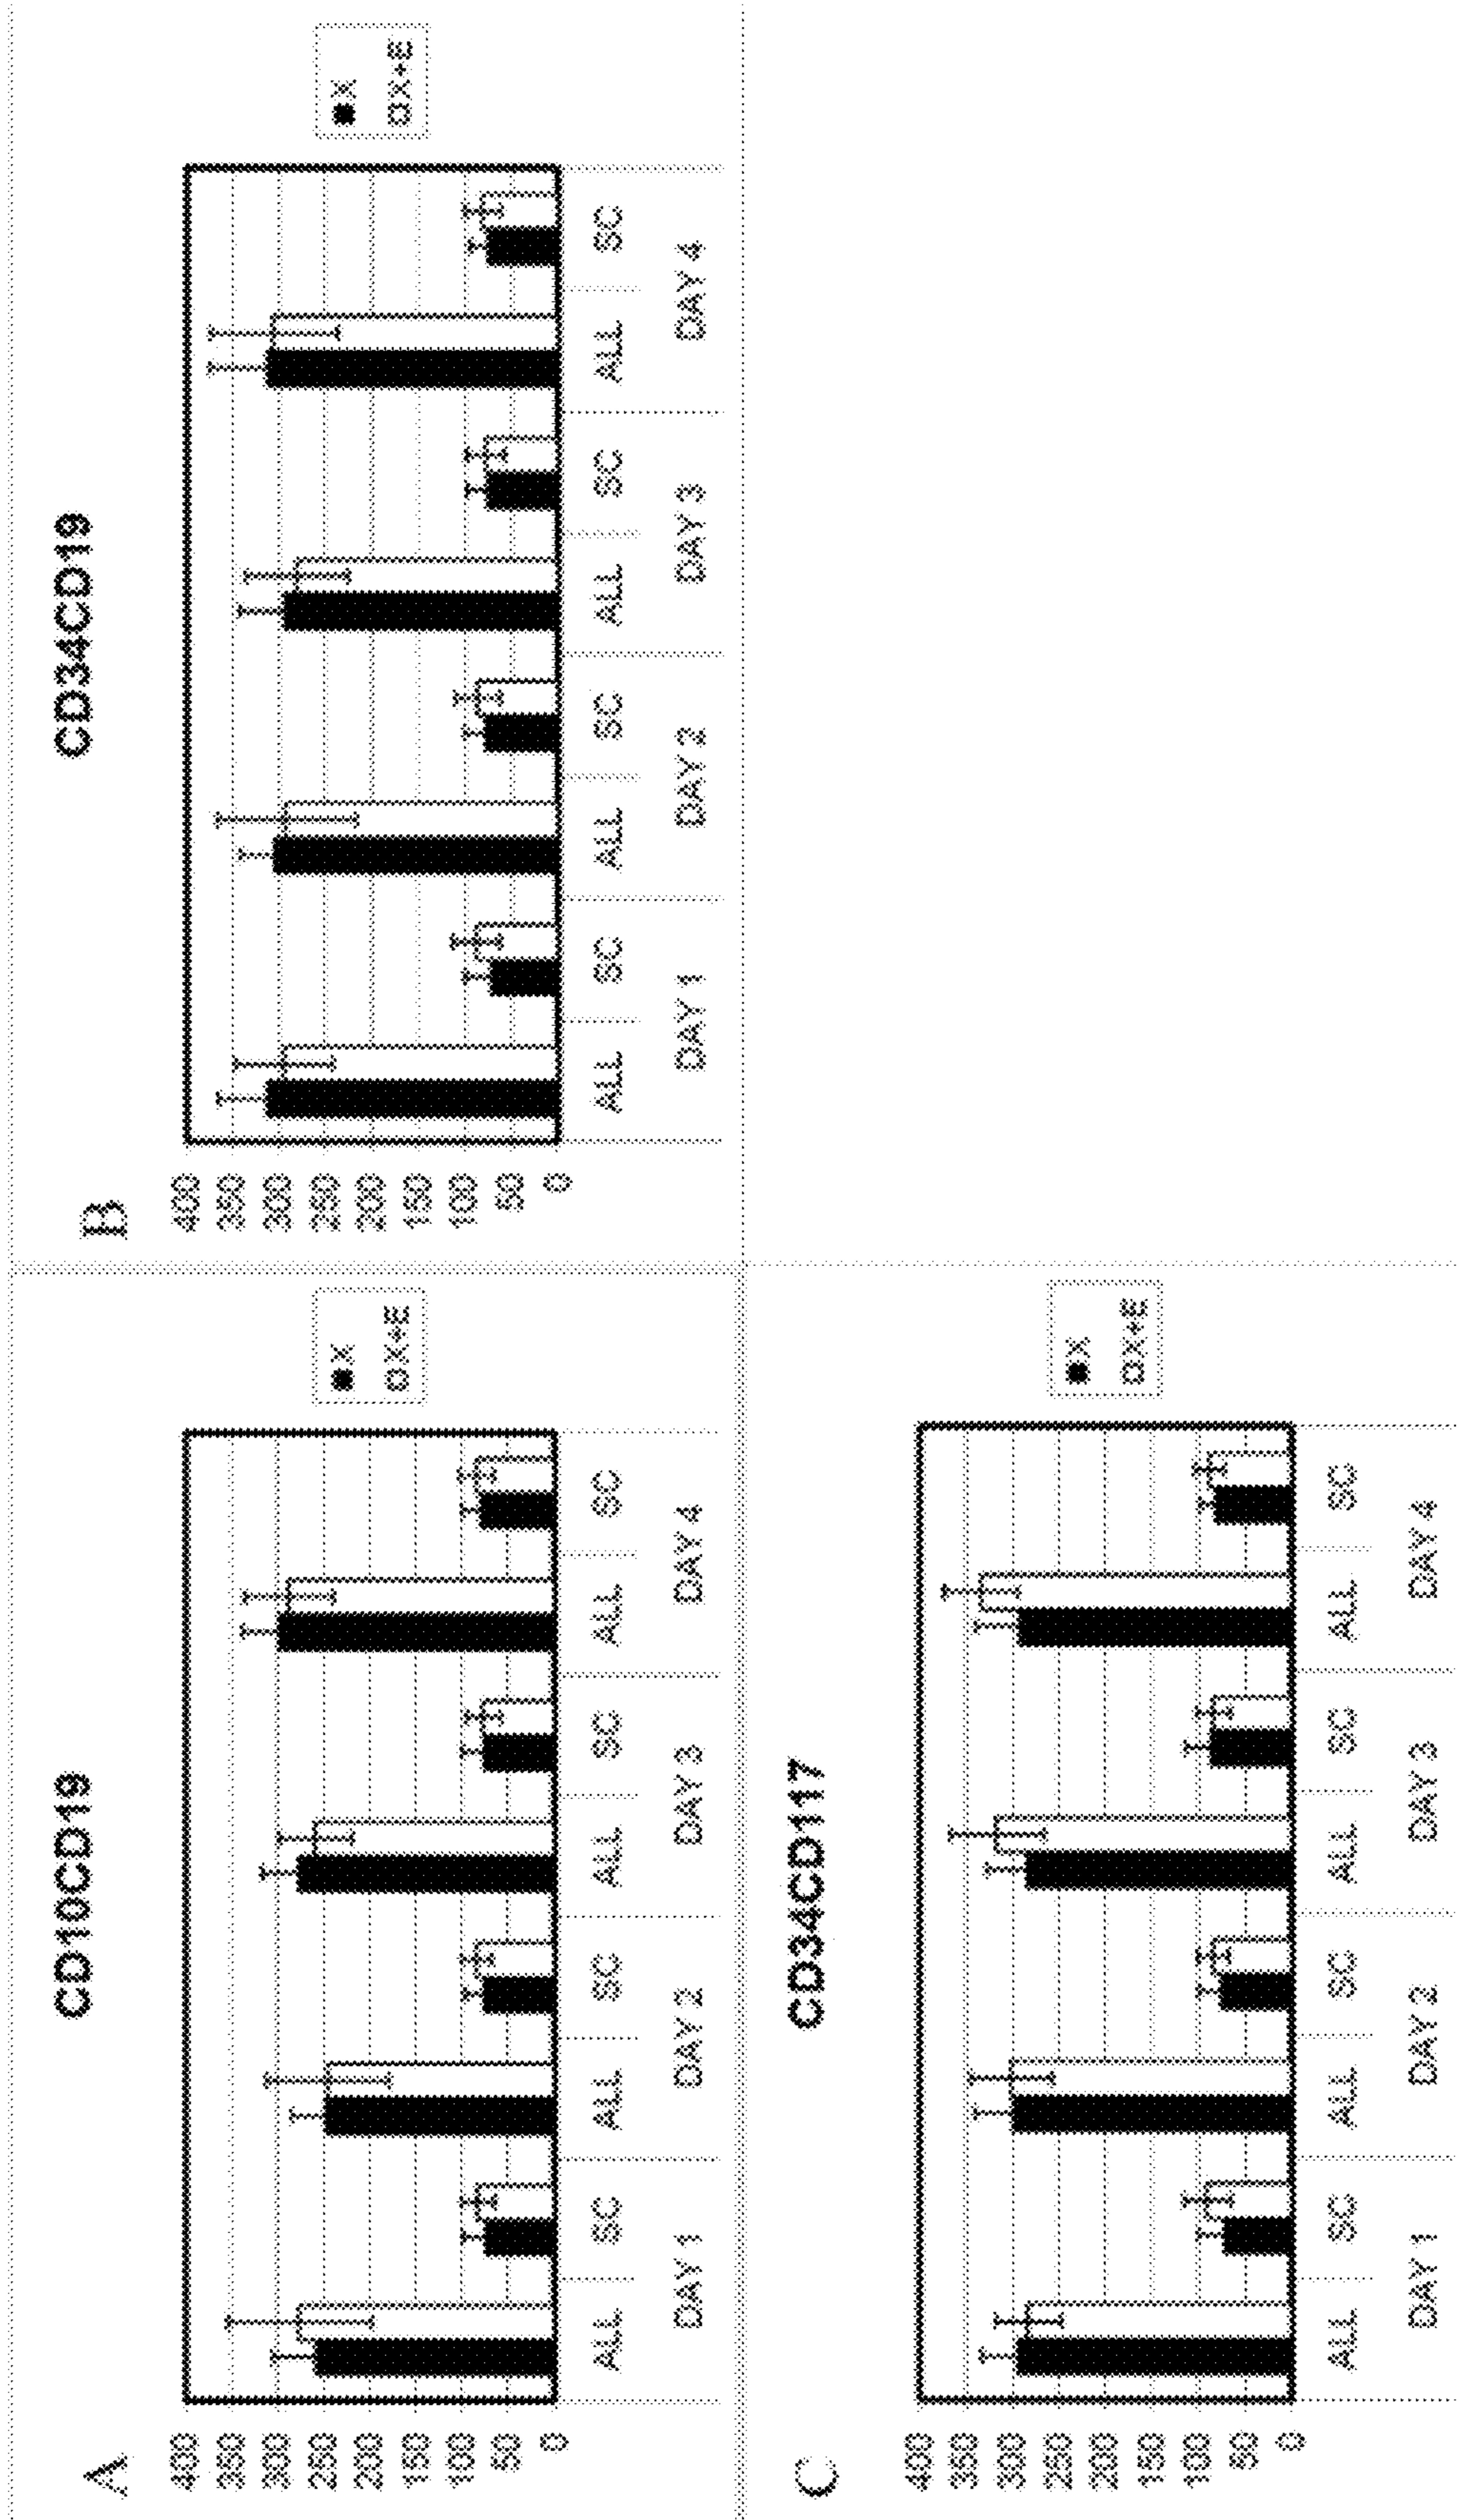 A
CD10CD19
400
350
300
250
200
150
100
50
0
ALL SC ALL SC ALL SC ALL SC
DAY 1 DAY 2 DAY 3 DAY 4
■X
□X+E
B
CD34CD19
400
350
300
250
200
150
100
50
0
ALL SC ALL SC ALL SC ALL SC
DAY 1 DAY 2 DAY 3 DAY 4
■X
□X+E
C
CD34CD117
400
350
300
250
200
150
100
50
0
ALL SC ALL SC ALL SC ALL SC
DAY 1 DAY 2 DAY 3 DAY 4
■X
□X+E